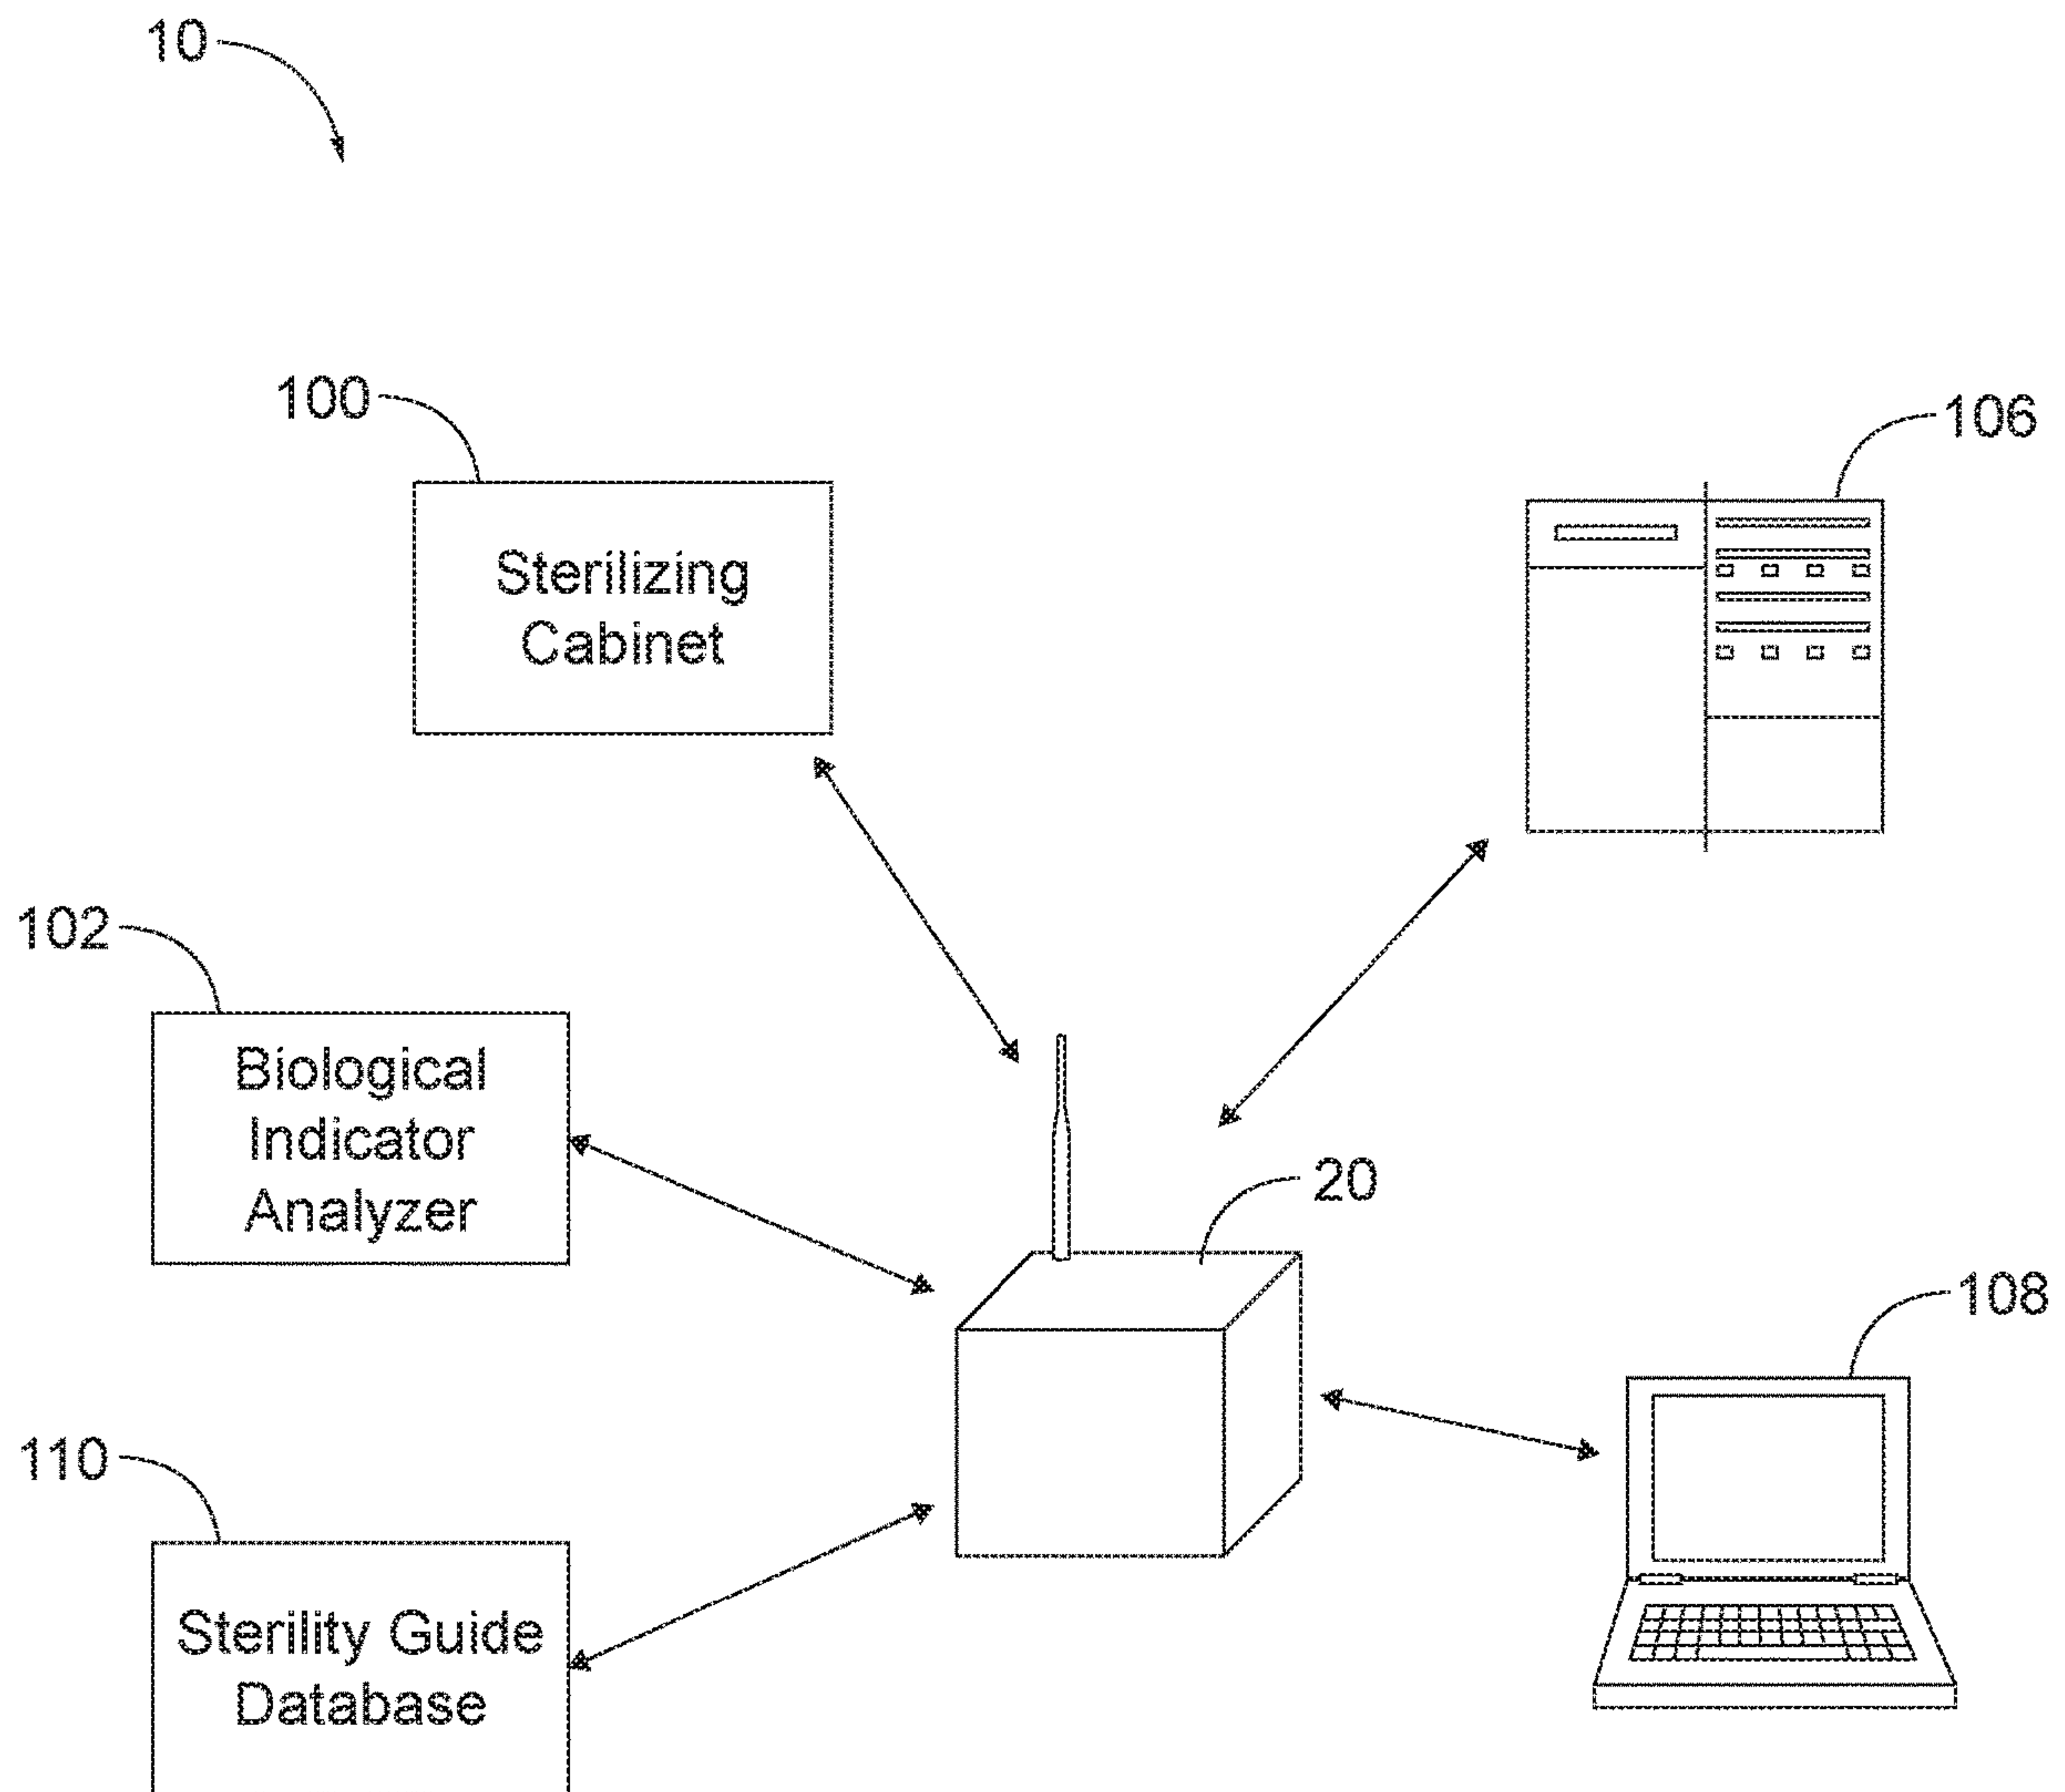 10
100
106
Sterilizing
Cabinet
102
Biological
Indicator
Analyzer
20
108
110
Sterility Guide
Database